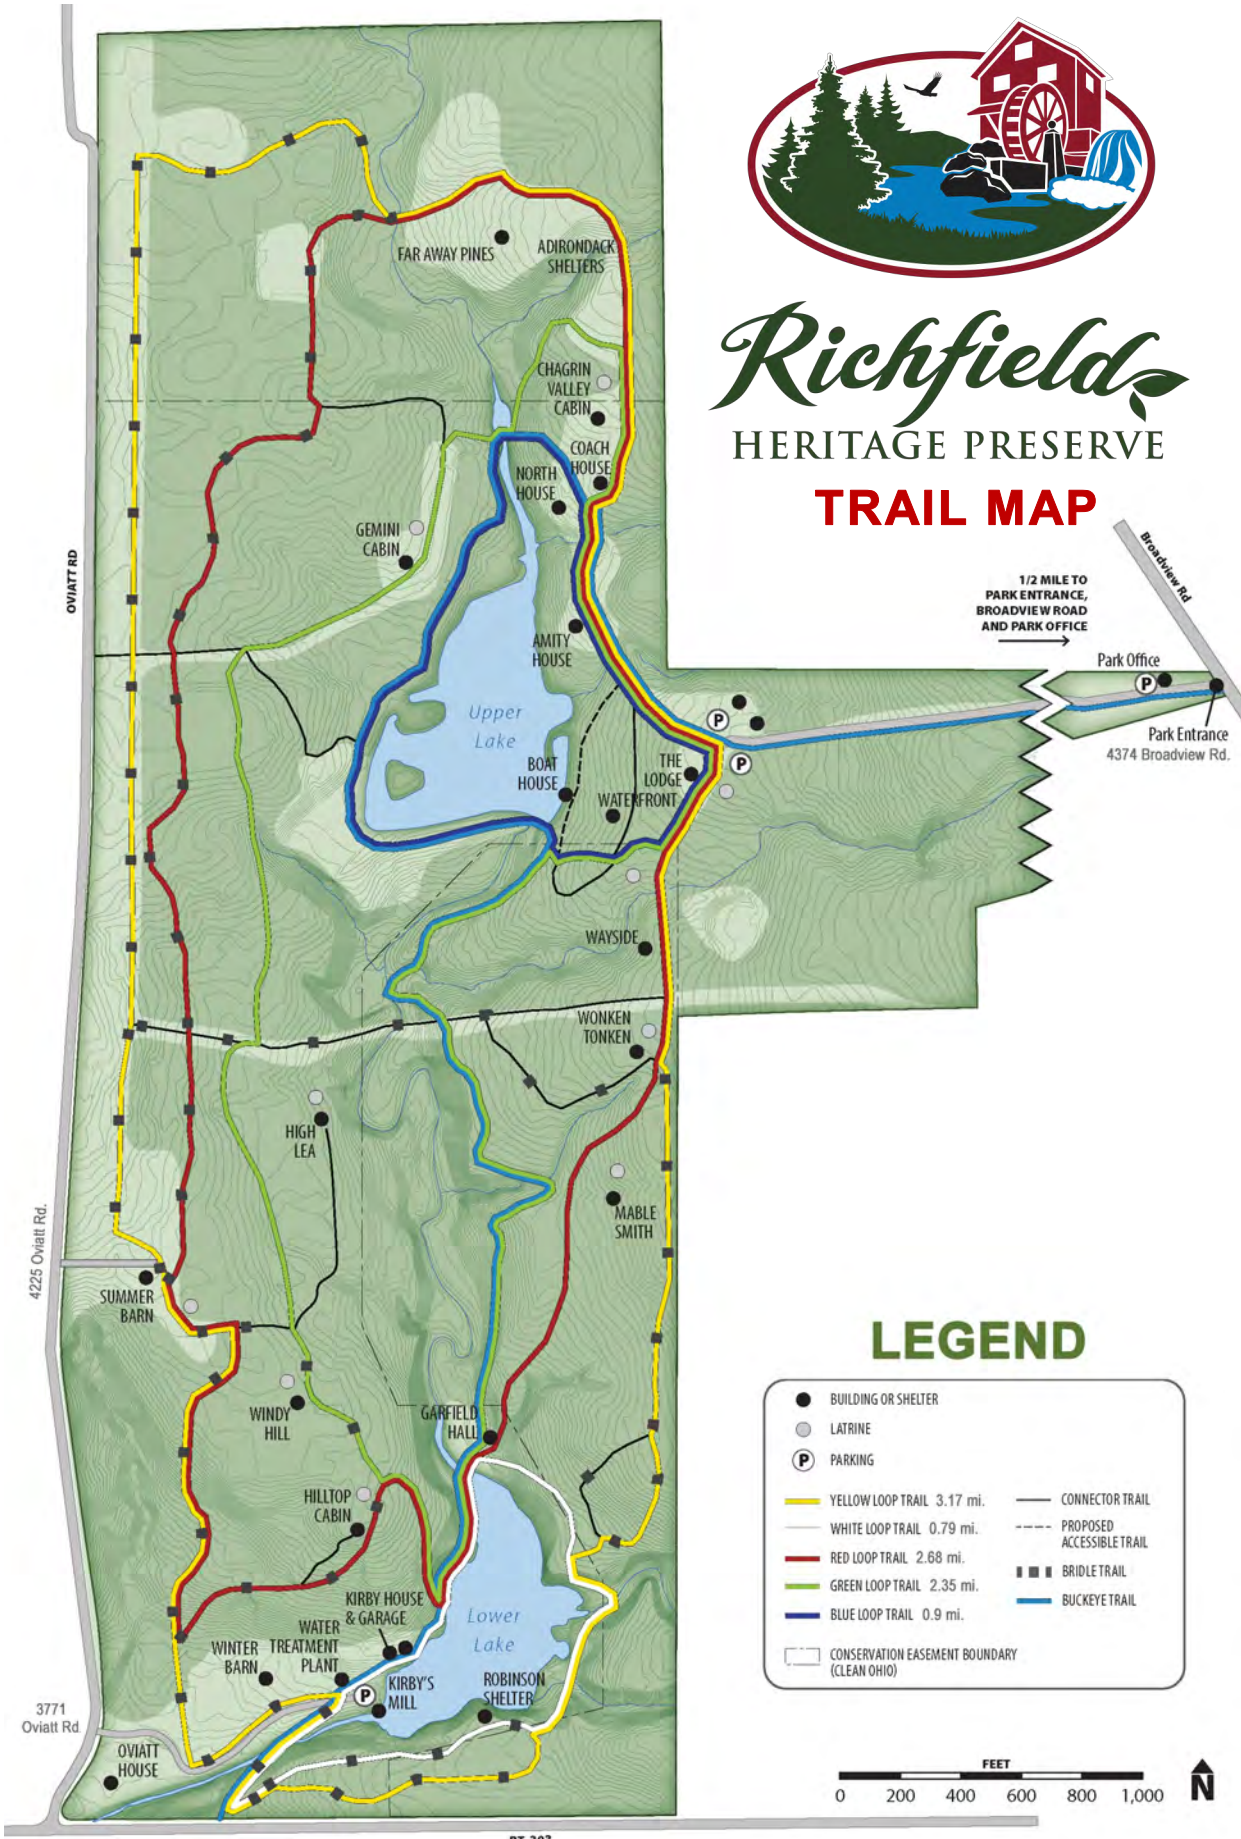 Richfield
HERITAGE PRESERVE
TRAIL MAP
FAR AWAY PINES
ADIRONDACK
SHELTERS
CHAGRIN
VALLEY
CABIN
COACH
HOUSE
NORTH
HOUSE
GEMINI
CABIN
OVIATT RD
Broadview Rd
1/2 MILE TO
PARK ENTRANCE,
BROADVIEW ROAD
AND PARK OFFICE
AMITY
HOUSE
Park Office
P
Park Entrance
4374 Broadview Rd.
Upper
Lake
P
P
BOAT
HOUSE
THE
LODGE
WATERFRONT
WAYSIDE
WONKEN
TONKEN
HIGH
LEA
MABLE
SMITH
4225 Oviatt Rd.
SUMMER
BARN
WINDY
HILL
GARFIELD
HALL
HILLTOP
CABIN
KIRBY HOUSE
& GARAGE
WATER
TREATMENT
PLANT
WINTER
BARN
Lower
Lake
P
KIRBY'S
MILL
ROBINSON
SHELTER
3771
Oviatt Rd
OVIATT
HOUSE
LEGEND
BUILDING OR SHELTER
LATRINE
P PARKING
YELLOW LOOP TRAIL 3.17 mi.
WHITE LOOP TRAIL 0.79 mi.
RED LOOP TRAIL 2.68 mi.
GREEN LOOP TRAIL 2.35 mi.
BLUE LOOP TRAIL 0.9 mi.
CONNECTOR TRAIL
PROPOSED
ACCESSIBLE TRAIL
BRIDLE TRAIL
BUCKEYE TRAIL
CONSERVATION EASEMENT BOUNDARY
(CLEAN OHIO)
FEET
0 200 400 600 800 1,000
N